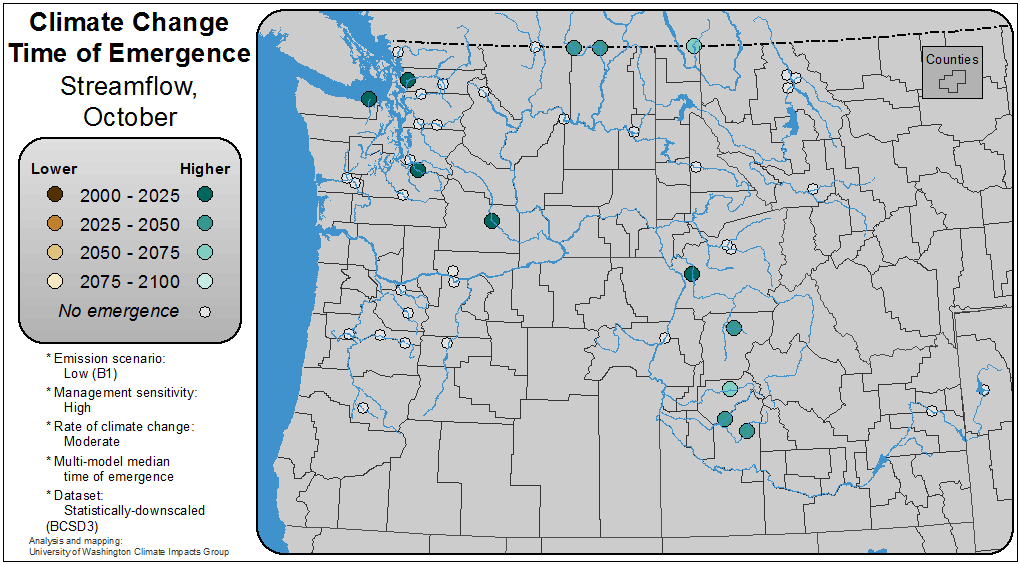 Climate Change
Time of Emergence
Streamflow,
October
Lower Higher
2000 - 2025
2025 - 2050
2050 - 2075
2075 - 2100
No emergence
* Emission scenario:
Low (B1)
* Management sensitivity:
High
* Rate of climate change:
Moderate
* Multi-model median
time of emergence
* Dataset:
Statistically-downscaled
(BCSD3)
Analysis and mapping:
University of Washington Climate Impacts Group
Counties